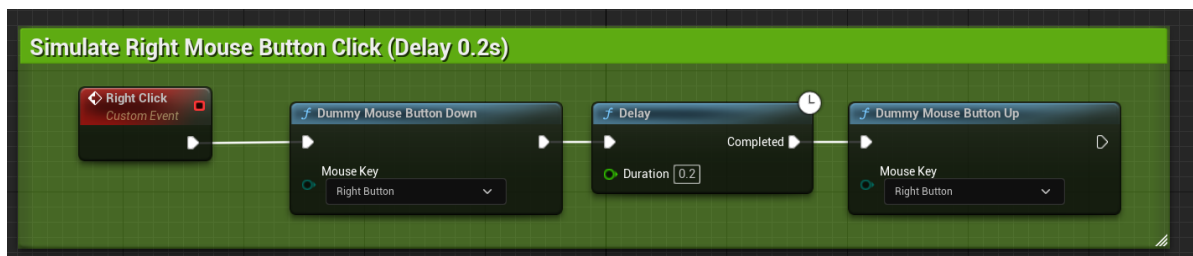 Simulate Right Mouse Button Click (Delay 0.2s)
Right Click
Custom Event
f Dummy Mouse Button Down
Mouse Key
Right Button
f Delay
Completed
Duration 0.2
f Dummy Mouse Button Up
Mouse Key
Right Button